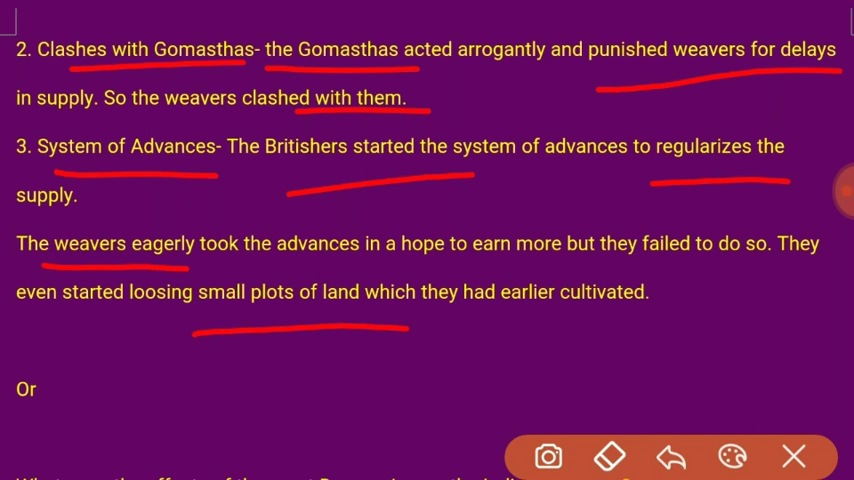 2. Clashes with Gomasthas- the Gomasthas acted arrogantly and punished weavers for delays
in supply. So the weavers clashed with them.
3. System of Advances- The Britishers started the system of advances to regularizes the
supply.
The weavers eagerly took the advances in a hope to earn more but they failed to do so. They
even started loosing small plots of land which they had earlier cultivated.
Or